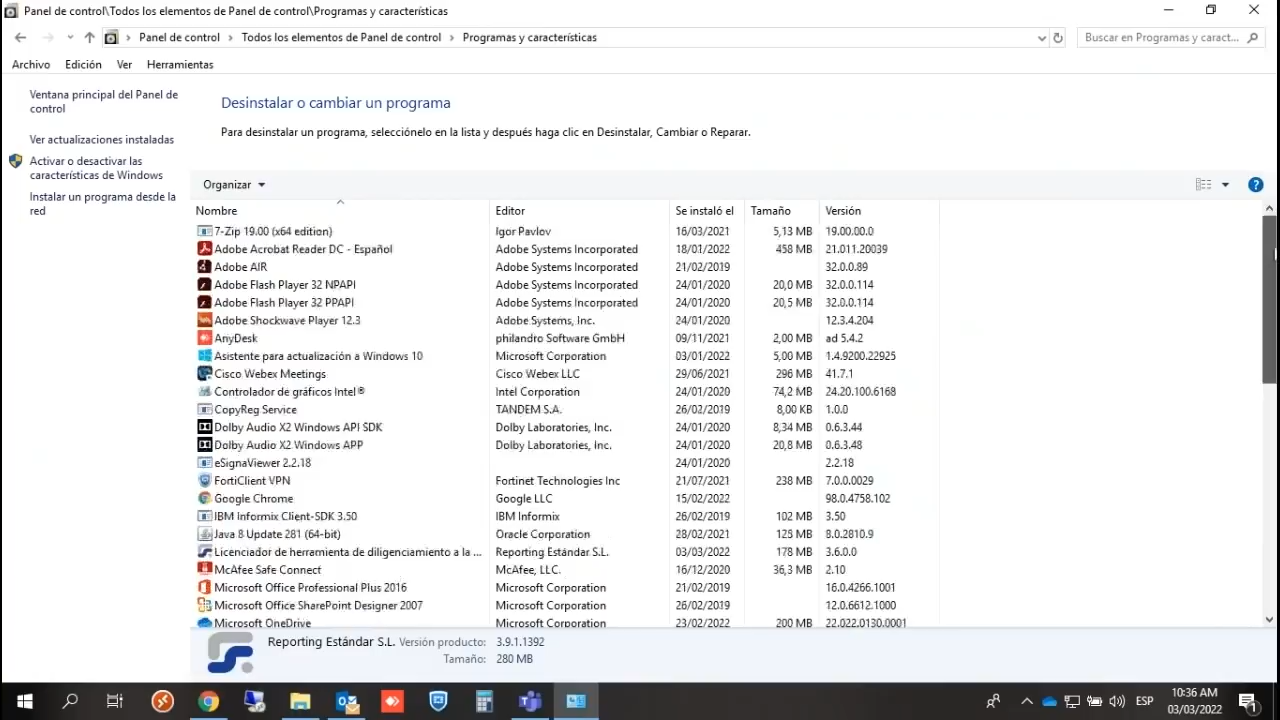 Panel de control\Todos los elementos de Panel de control\Programas y características
Panel de control > Todos los elementos de Panel de control > Programas y características
Buscar en Programas y caract...
Archivo Edición Ver Herramientas
Ventana principal del Panel de
control
Ver actualizaciones instaladas
Activar o desactivar las
características de Windows
Instalar un programa desde la
red
Desinstalar o cambiar un programa
Para desinstalar un programa, selecciónelo en la lista y después haga clic en Desinstalar, Cambiar o Reparar.
Organizar
Nombre Editor Se instaló el Tamaño Versión
7-Zip 19.00 (x64 edition) Igor Pavlov 16/03/2021 5,13 MB 19.00.00.0
Adobe Acrobat Reader DC - Español Adobe Systems Incorporated 18/01/2022 458 MB 21.011.20039
Adobe AIR Adobe Systems Incorporated 21/02/2019 32.0.0.89
Adobe Flash Player 32 NPAPI Adobe Systems Incorporated 24/01/2020 20,0 MB 32.0.0.114
Adobe Flash Player 32 PPAPI Adobe Systems Incorporated 24/01/2020 20,5 MB 32.0.0.114
Adobe Shockwave Player 12.3 Adobe Systems, Inc. 24/01/2020 12.3.4.204
AnyDesk philandro Software GmbH 09/11/2021 2,00 MB ad 5.4.2
Asistente para actualización a Windows 10 Microsoft Corporation 03/01/2022 5,00 MB 1.4.9200.22925
Cisco Webex Meetings Cisco Webex LLC 29/06/2021 296 MB 41.7.1
Controlador de gráficos Intel® Intel Corporation 24/01/2020 74,2 MB 24.20.100.6168
CopyReg Service TANDEM S.A. 26/02/2019 8,00 KB 1.0.0
Dolby Audio X2 Windows API SDK Dolby Laboratories, Inc. 24/01/2020 8,34 MB 0.6.3.44
Dolby Audio X2 Windows APP Dolby Laboratories, Inc. 24/01/2020 20,8 MB 0.6.3.48
eSignaViewer 2.2.18 24/01/2020 2.2.18
FortiClient VPN Fortinet Technologies Inc 21/07/2021 238 MB 7.0.0.0029
Google Chrome Google LLC 15/02/2022 98.0.4758.102
IBM Informix Client-SDK 3.50 IBM Informix 26/02/2019 102 MB 3.50
Java 8 Update 281 (64-bit) Oracle Corporation 28/02/2021 125 MB 8.0.2810.9
Licenciador de herramienta de diligenciamiento a la ... Reporting Estándar S.L. 03/03/2022 178 MB 3.6.0.0
McAfee Safe Connect McAfee, LLC. 16/12/2020 36,3 MB 2.10
Microsoft Office Professional Plus 2016 Microsoft Corporation 21/02/2019 16.0.4266.1001
Microsoft Office SharePoint Designer 2007 Microsoft Corporation 26/02/2019 12.0.6612.1000
Microsoft OneDrive Microsoft Corporation 23/02/2022 200 MB 22.022.0130.0001
Reporting Estándar S.L. Versión producto: 3.9.1.1392
Tamaño: 280 MB
ESP
10:36 AM
03/03/2022
1